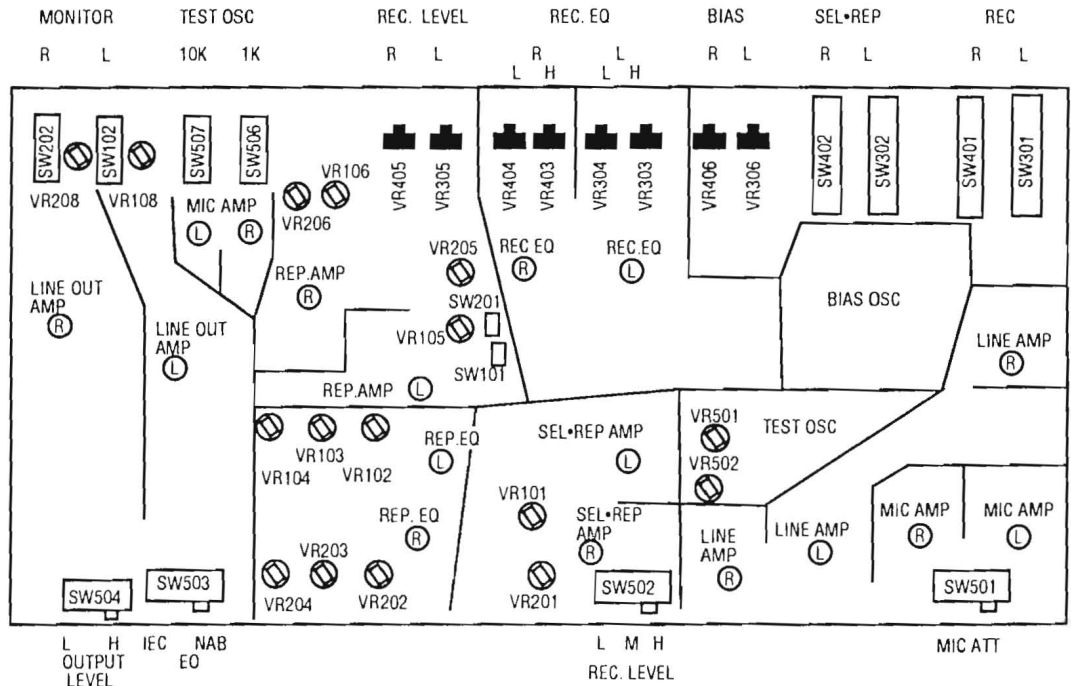 MONITOR TEST OSC REC. LEVEL REC. EQ BIAS SEL•REP REC
R L 10K 1K R L R L R L R L R L
L H L H
SW202 SW102 SW507 SW506 VR405 VR305 VR404 VR403 VR304 VR303 VR406 VR306 SW402 SW302 SW401 SW301
VR208 VR108 VR106
MIC AMP VR206
L R
VR205 REC EQ REC.EQ
R L
REP.AMP
R
LINE OUT
AMP
R
SW201
BIAS OSC
LINE OUT
AMP
L
VR105
SW101
LINE AMP
R
REP.AMP L
VR104 VR103 VR102
REP.EQ
L
SEL•REP AMP
L
VR501
TEST OSC
VR502
VR101
REP. EQ
R
SEL•REP
AMP
R
LINE
AMP
R
LINE AMP
L
MIC AMP
R
MIC AMP
L
VR203
VR204 VR202
VR201
SW504 SW503 SW502 SW501
L H IEC NAB L M H MIC ATT
OUTPUT
LEVEL
EO
REC. LEVEL